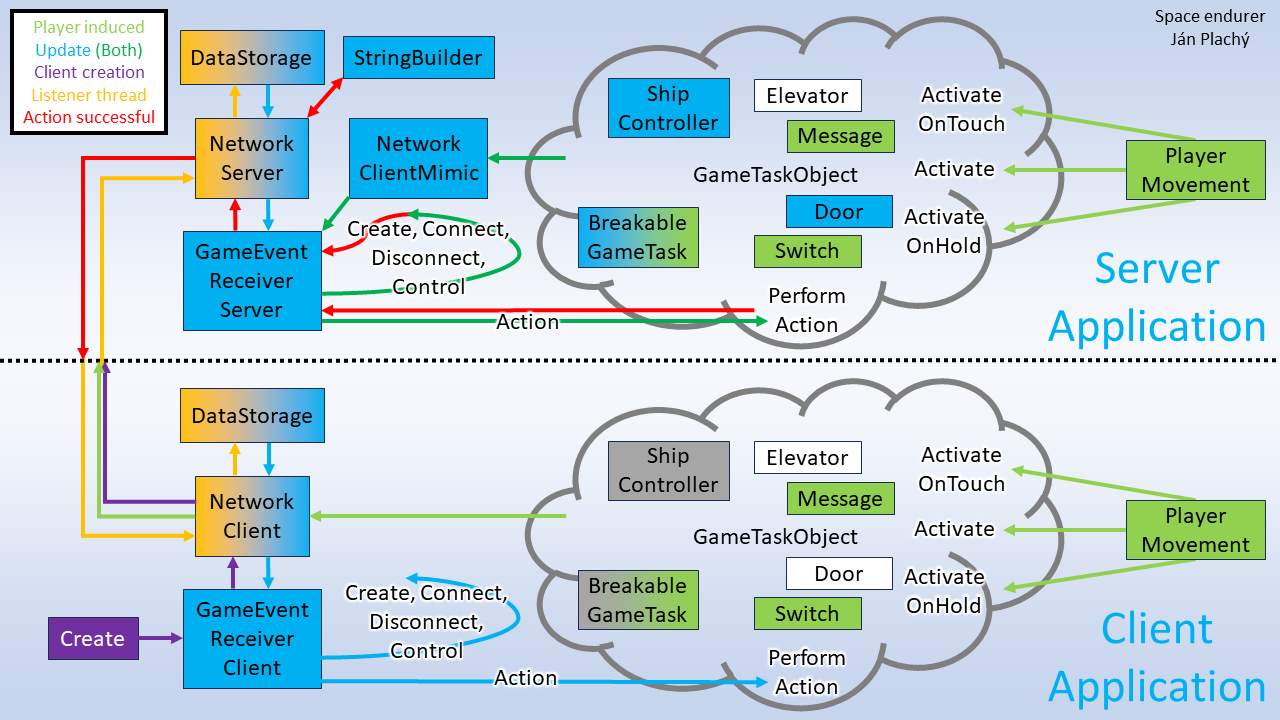 Player induced
Update (Both)
Client creation
Listener thread
Action successful
Space endurer
Ján Plachý
DataStorage
StringBuilder
Network
Server
Network
ClientMimic
GameEvent
Receiver
Server
Create, Connect,
Disconnect,
Control
Action
Ship
Controller
Elevator
Message
GameTaskObject
Door
Breakable
GameTask
Switch
Perform
Action
Activate
OnTouch
Activate
Activate
OnHold
Player
Movement
Server
Application
DataStorage
Network
Client
GameEvent
Receiver
Client
Create
Create, Connect,
Disconnect,
Control
Action
Ship
Controller
Elevator
Message
GameTaskObject
Door
Breakable
GameTask
Switch
Perform
Action
Activate
OnTouch
Activate
Activate
OnHold
Player
Movement
Client
Application